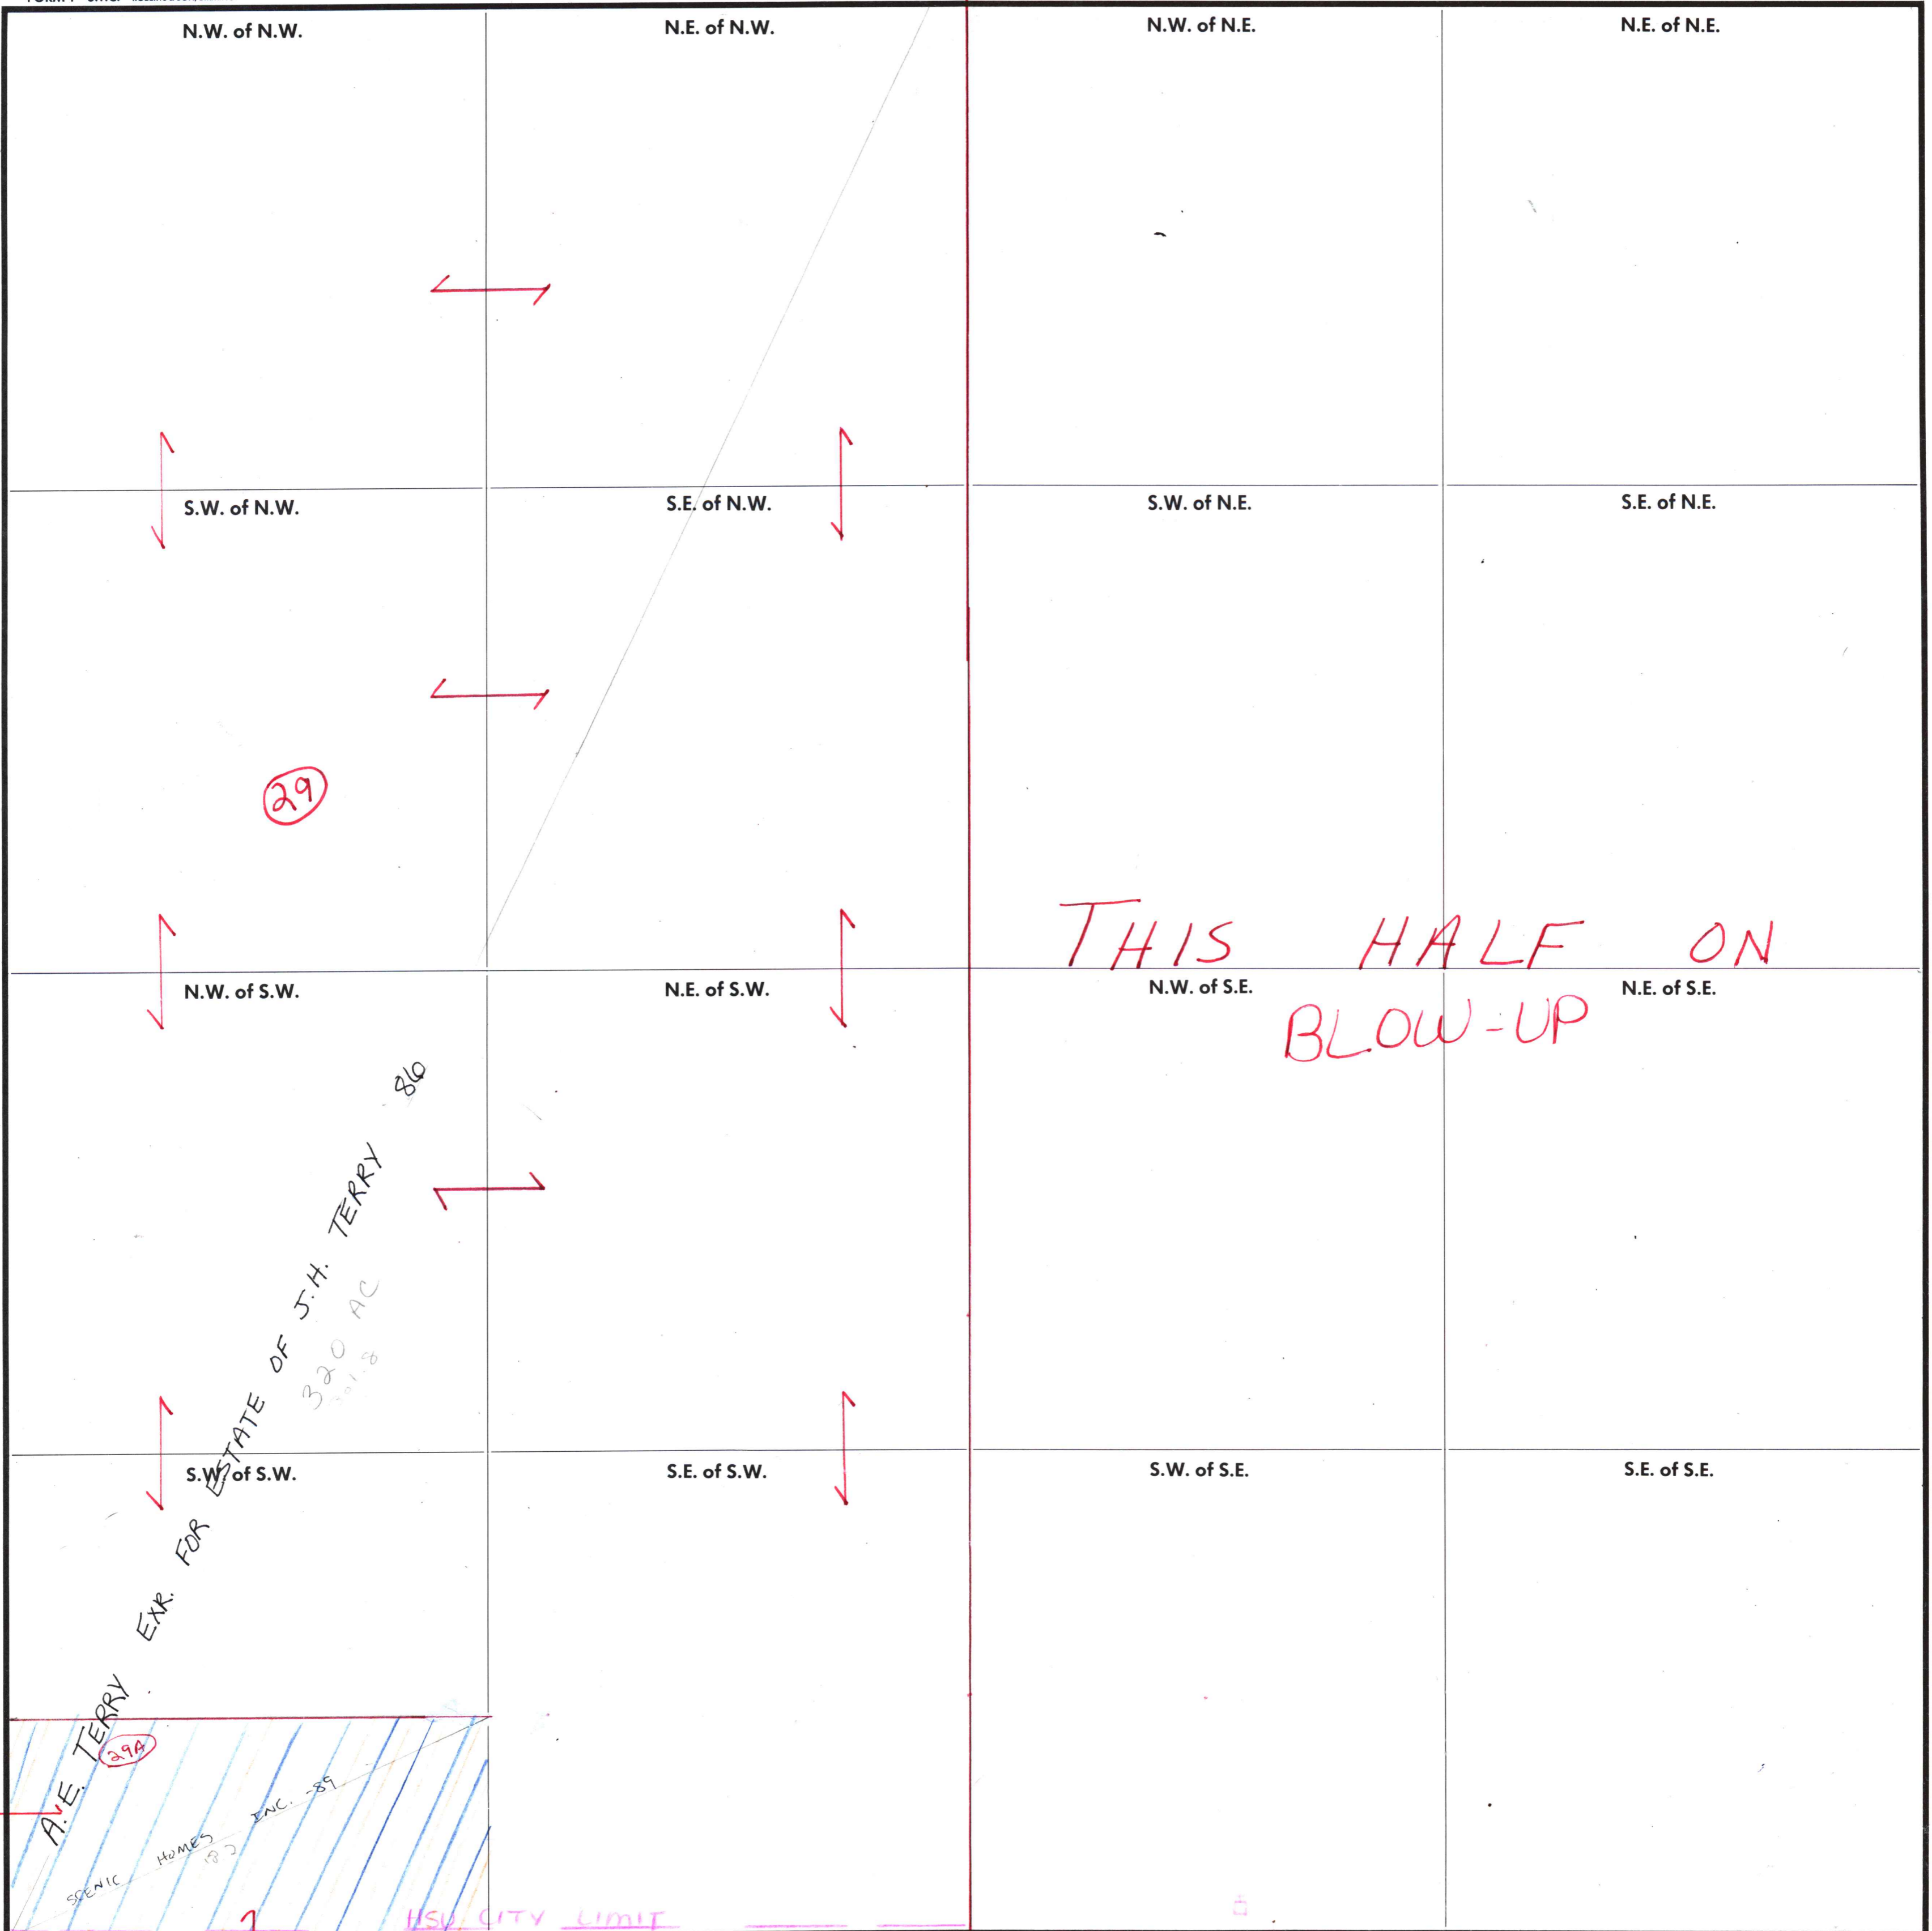 N.W. of N.W.
N.E. of N.W.
N.W. of N.E.
N.E. of N.E.
S.W. of N.W.
S.E. of N.W.
S.W. of N.E.
S.E. of N.E.
29
THIS HALF ON
BLOW-UP
N.W. of S.W.
N.E. of S.W.
N.W. of S.E.
N.E. of S.E.
A.E. TERRY EXR. FOR ESTATE OF J.H. TERRY 86
320 AC
S.W. of S.W.
S.E. of S.W.
S.W. of S.E.
S.E. of S.E.
29A
SCENIC HOMES INC. -89
HSV CITY LIMIT